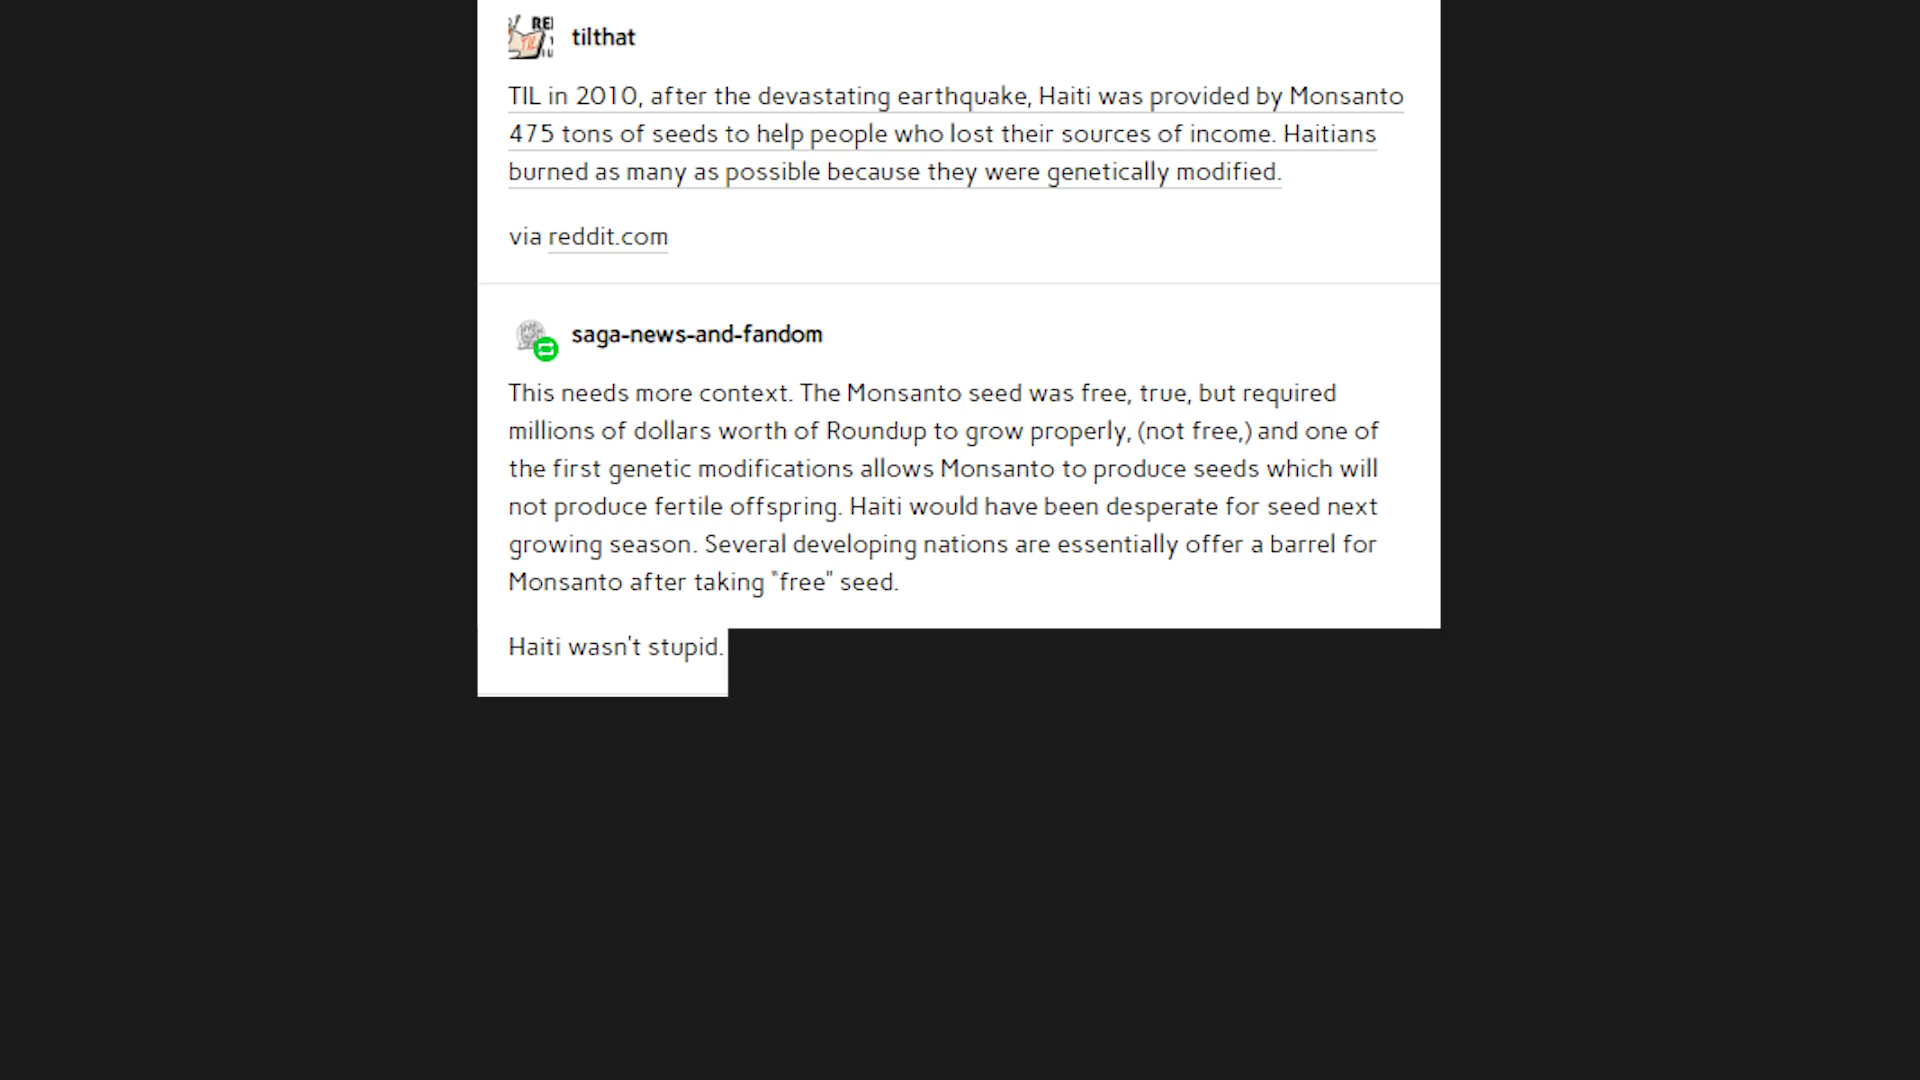 tilthat
TIL in 2010, after the devastating earthquake, Haiti was provided by Monsanto
475 tons of seeds to help people who lost their sources of income. Haitians
burned as many as possible because they were genetically modified.
via reddit.com
saga-news-and-fandom
This needs more context. The Monsanto seed was free, true, but required
millions of dollars worth of Roundup to grow properly, (not free,) and one of
the first genetic modifications allows Monsanto to produce seeds which will
not produce fertile offspring. Haiti would have been desperate for seed next
growing season. Several developing nations are essentially offer a barrel for
Monsanto after taking "free" seed.
Haiti wasn't stupid.